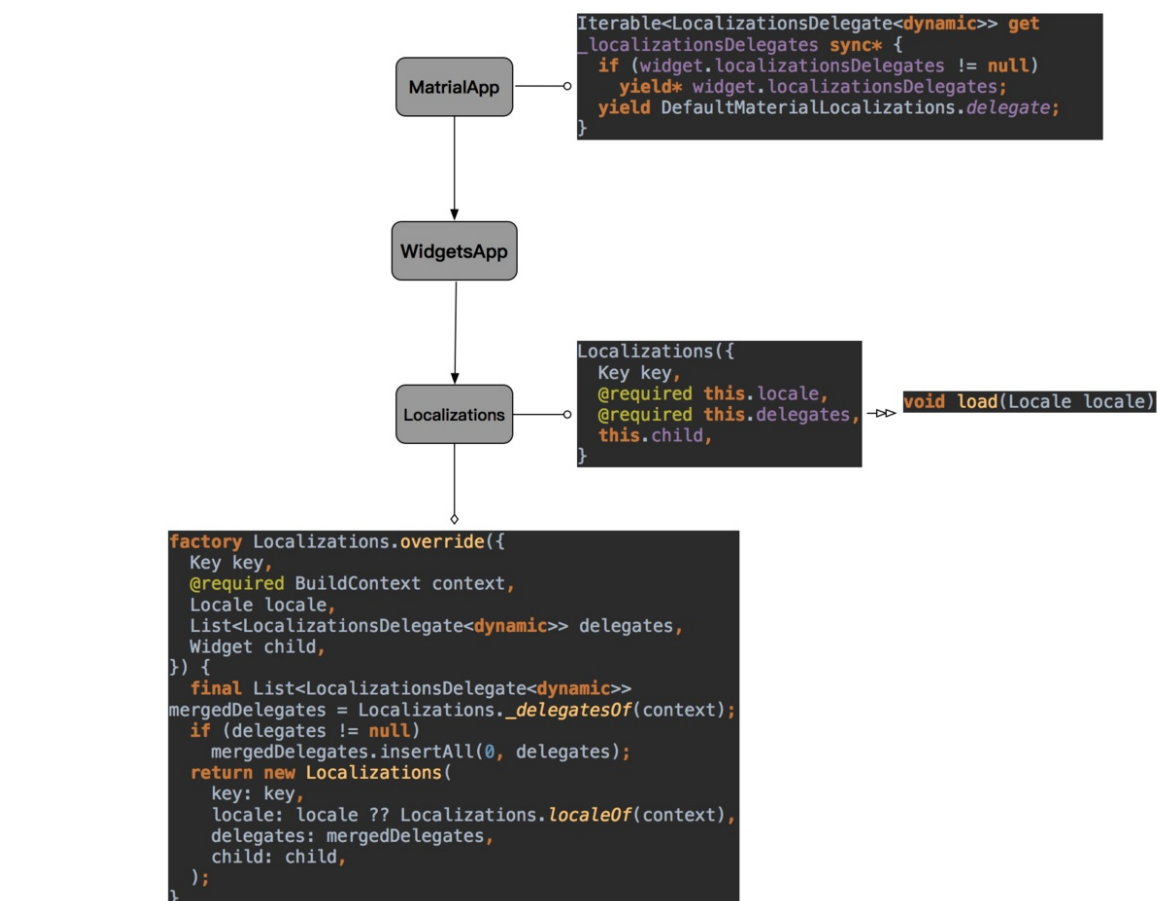 Iterable<LocalizationsDelegate<dynamic>> get
_localizationsDelegates sync* {
  if (widget.localizationsDelegates != null)
    yield* widget.localizationsDelegates;
  yield DefaultMaterialLocalizations.delegate;
}
MatrialApp
WidgetsApp
Localizations
Localizations({
  Key key,
  @required this.locale,
  @required this.delegates,
  this.child,
}
void load(Locale locale)
factory Localizations.override({
  Key key,
  @required BuildContext context,
  Locale locale,
  List<LocalizationsDelegate<dynamic>> delegates,
  Widget child,
}) {
  final List<LocalizationsDelegate<dynamic>>
mergedDelegates = Localizations._delegatesOf(context);
  if (delegates != null)
    mergedDelegates.insertAll(0, delegates);
  return new Localizations(
    key: key,
    locale: locale ?? Localizations.localeOf(context),
    delegates: mergedDelegates,
    child: child,
  );
}